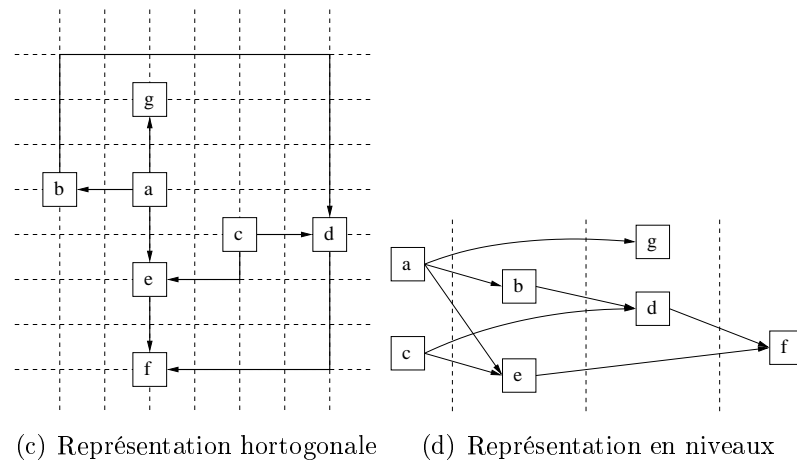 g
b
a
c
d
e
f
a
g
b
d
c
e
f
(c) Représentation hortogonale
(d) Représentation en niveaux